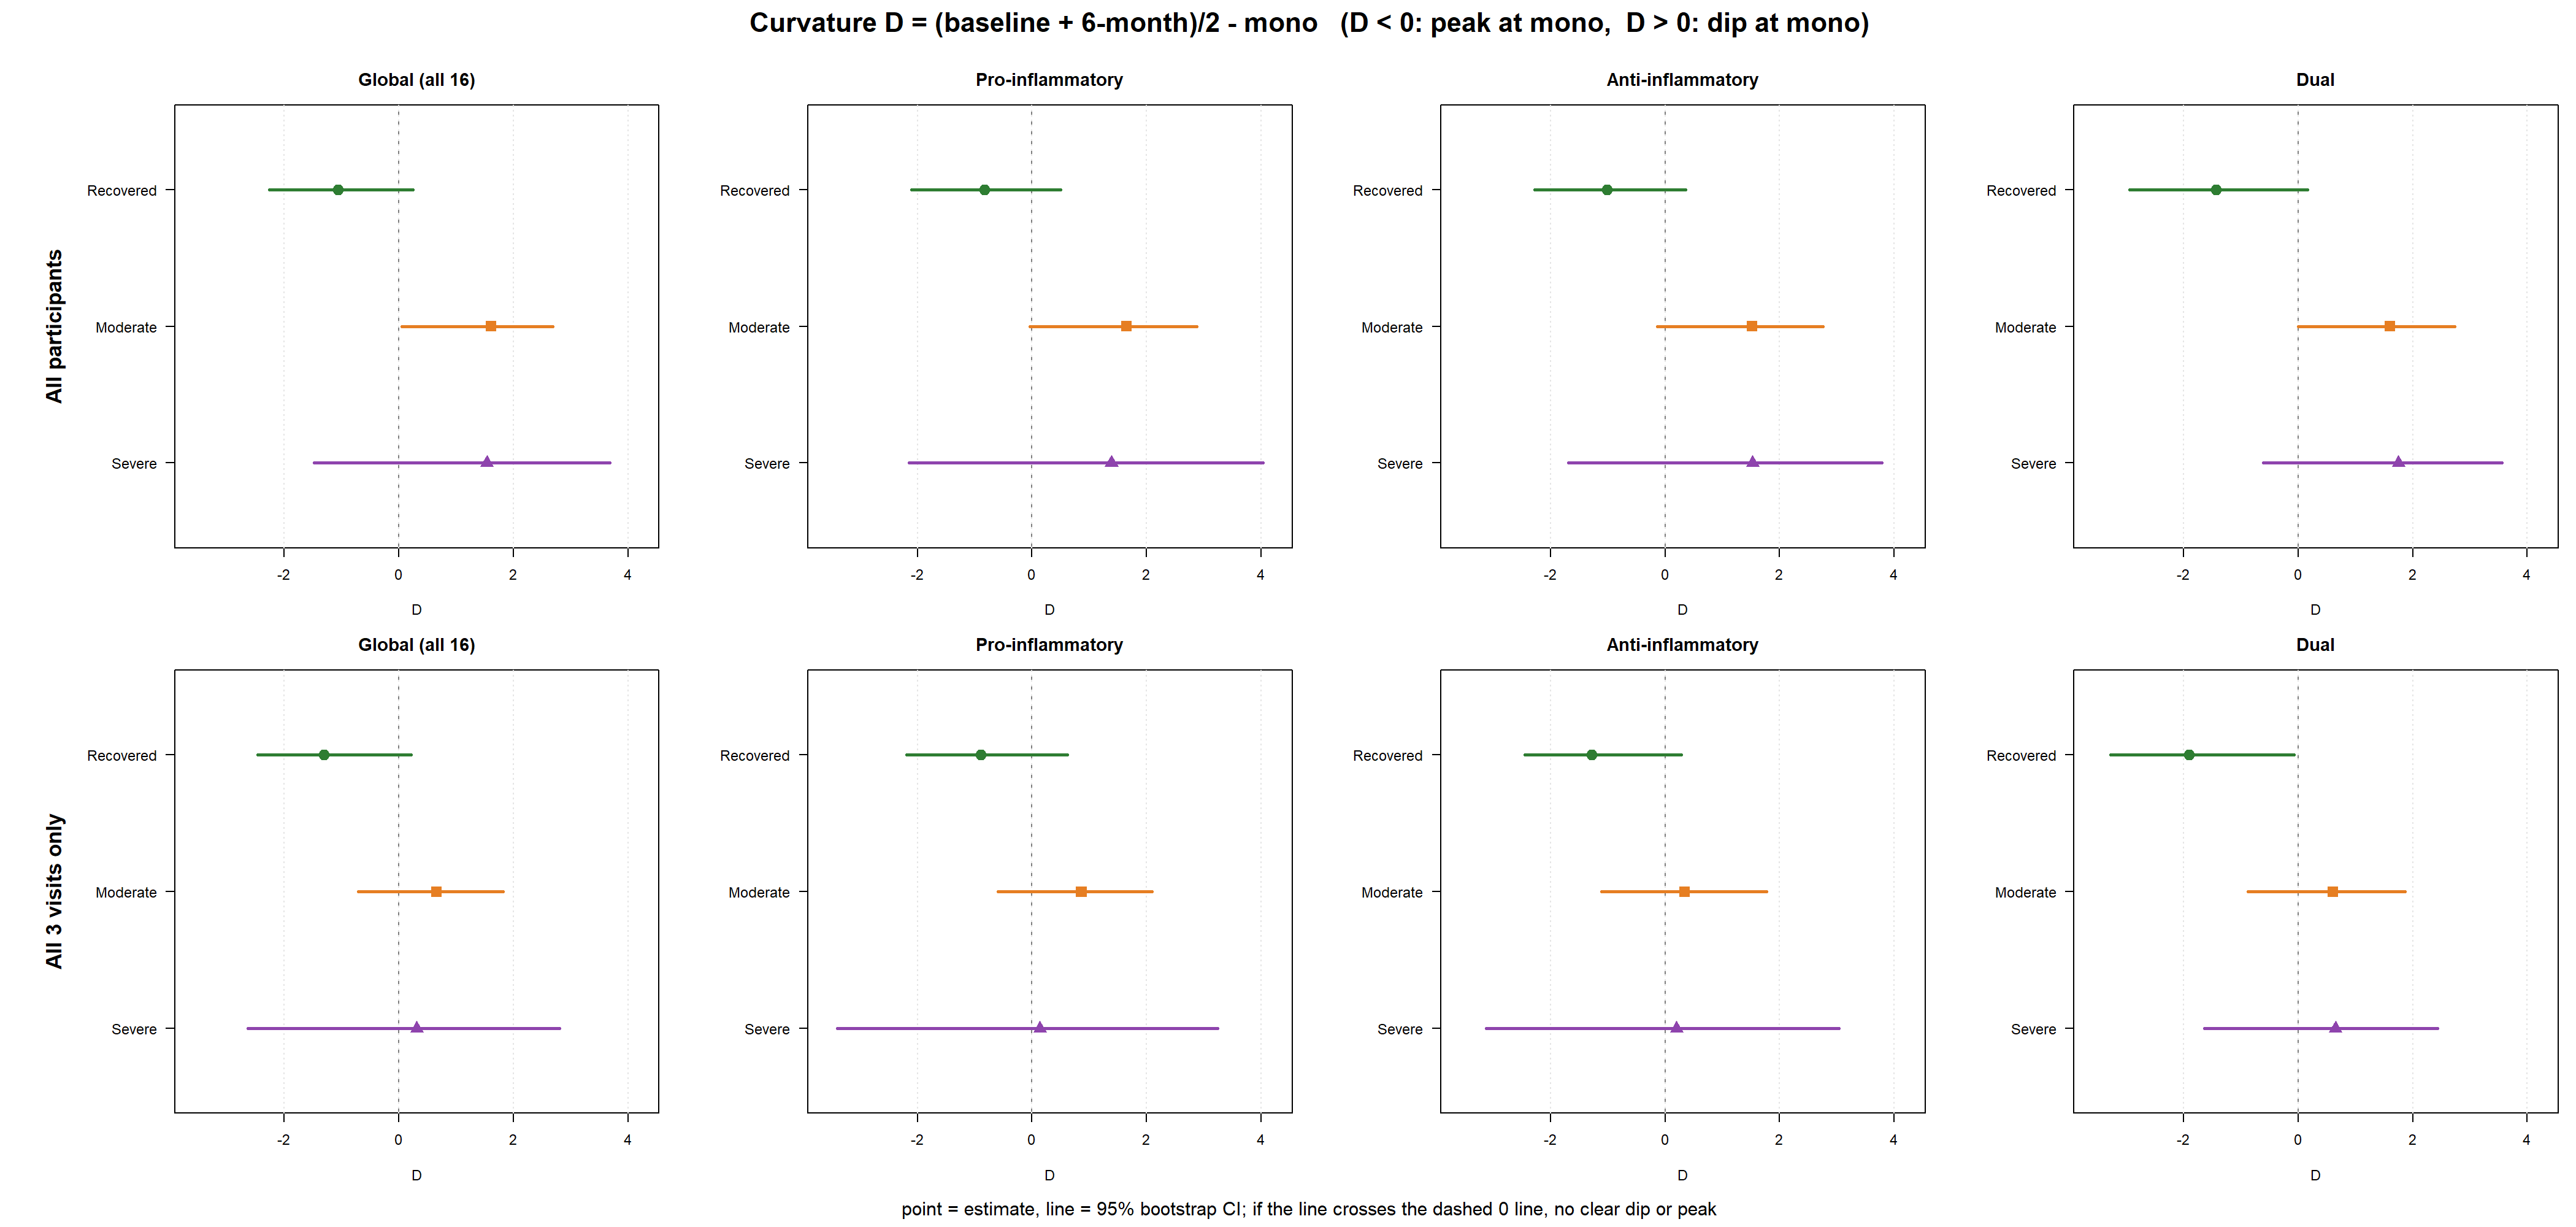 Curvature D = (baseline + 6-month)/2 - mono (D < 0: peak at mono, D > 0: dip at mono)
All participants
Global (all 16)
Recovered
Moderate
Severe
-2 0 2 4
D
Pro-inflammatory
Recovered
Moderate
Severe
-2 0 2 4
D
Anti-inflammatory
Recovered
Moderate
Severe
-2 0 2 4
D
Dual
Recovered
Moderate
Severe
-2 0 2 4
D
All 3 visits only
Global (all 16)
Recovered
Moderate
Severe
-2 0 2 4
D
Pro-inflammatory
Recovered
Moderate
Severe
-2 0 2 4
D
Anti-inflammatory
Recovered
Moderate
Severe
-2 0 2 4
D
Dual
Recovered
Moderate
Severe
-2 0 2 4
D
point = estimate, line = 95% bootstrap CI; if the line crosses the dashed 0 line, no clear dip or peak